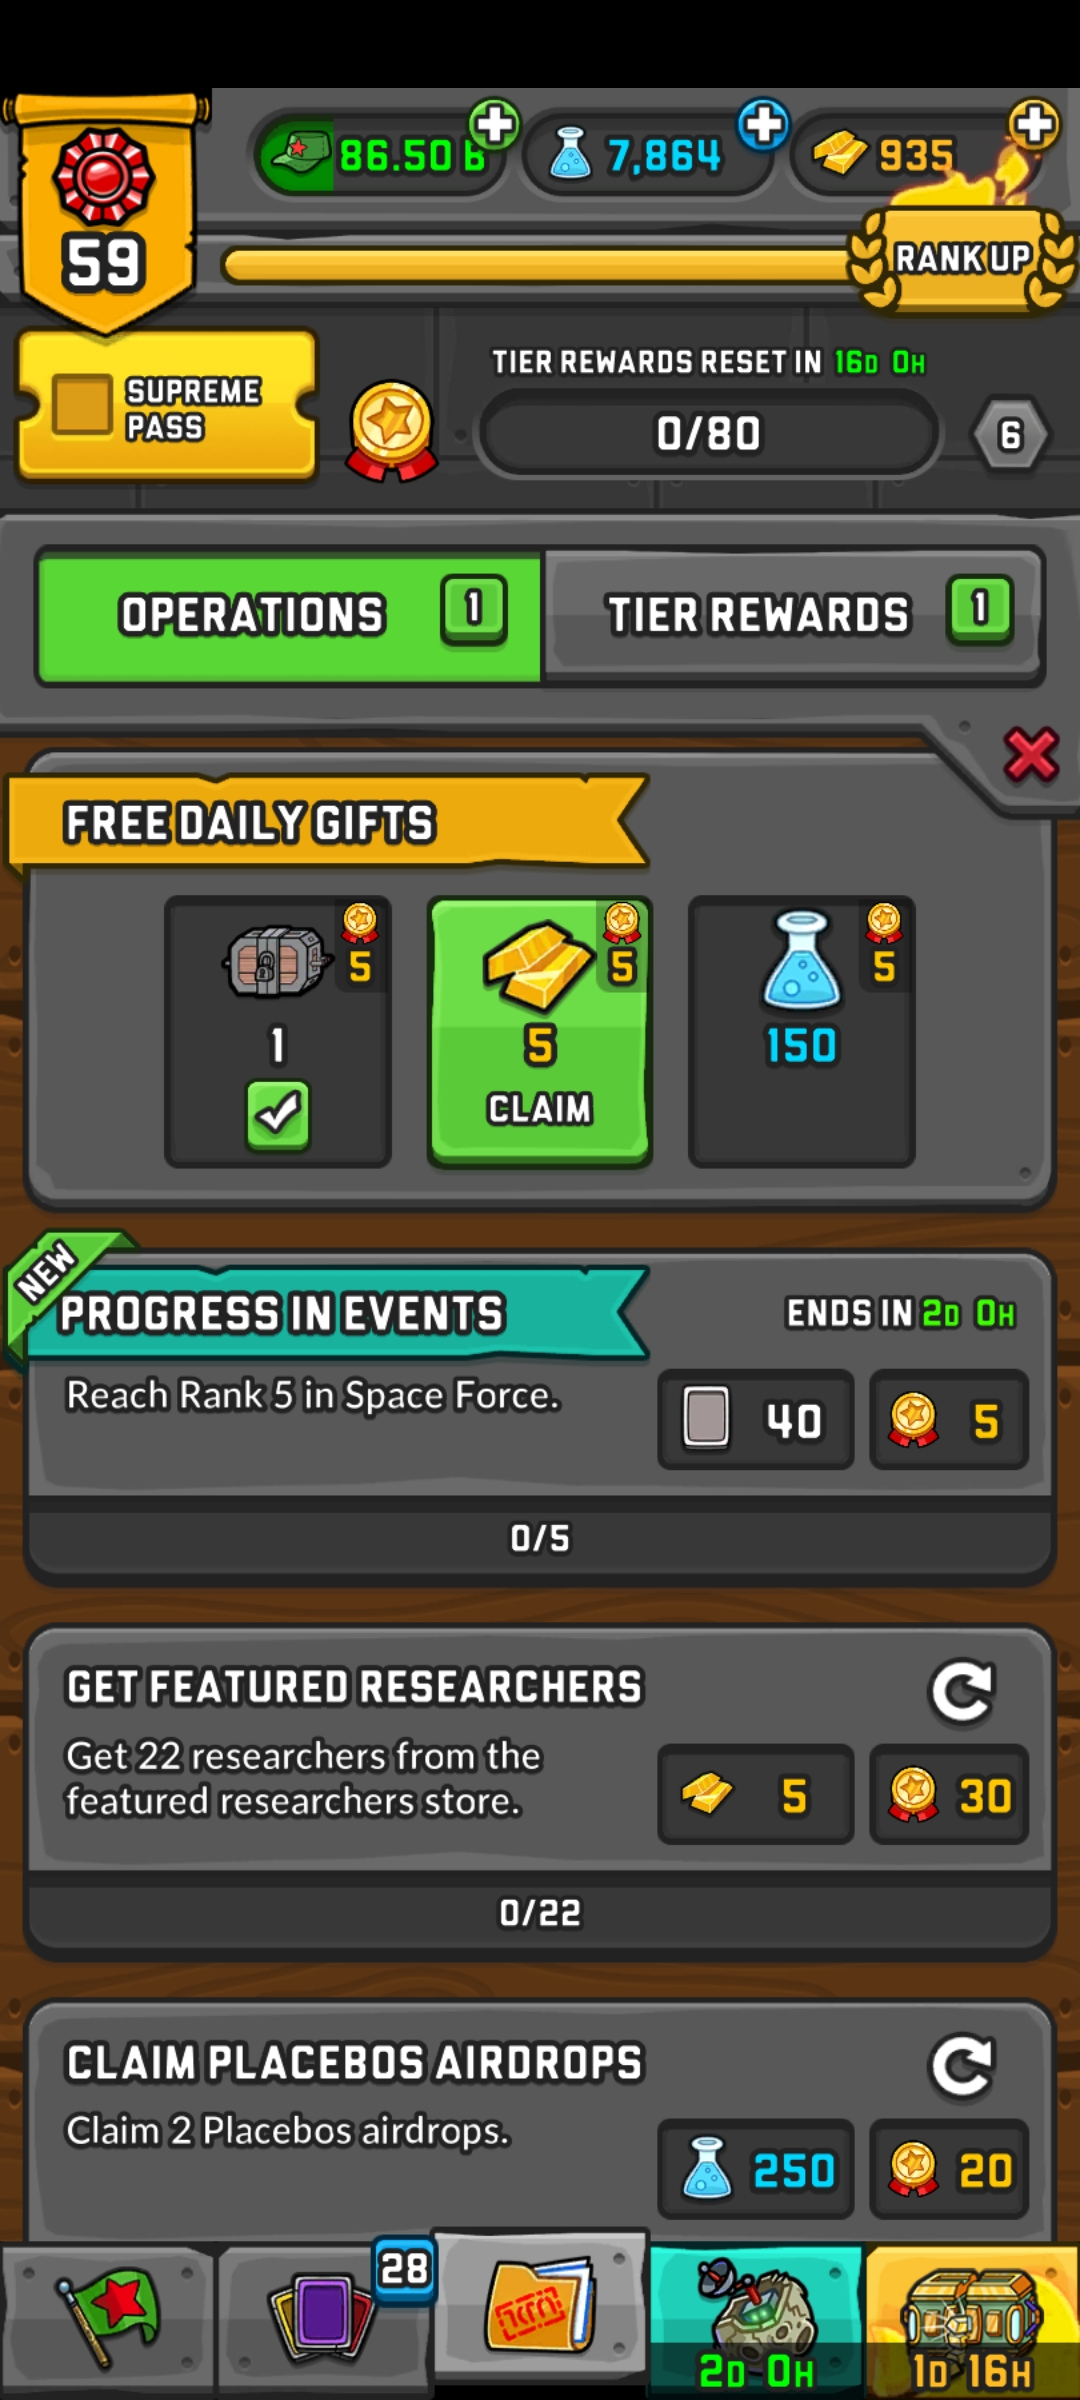 86.50 B
7,864
935
59
RANK UP
SUPREME
PASS
TIER REWARDS RESET IN 16D 0H
0/80
6
OPERATIONS 1
TIER REWARDS 1
FREE DAILY GIFTS
5
5
5
1
5
150
CLAIM
NEW
PROGRESS IN EVENTS
ENDS IN 2D 0H
Reach Rank 5 in Space Force.
40
5
0/5
GET FEATURED RESEARCHERS
Get 22 researchers from the
featured researchers store.
5
30
0/22
CLAIM PLACEBOS AIRDROPS
Claim 2 Placebos airdrops.
250
20
28
2D 0H
1D 16H